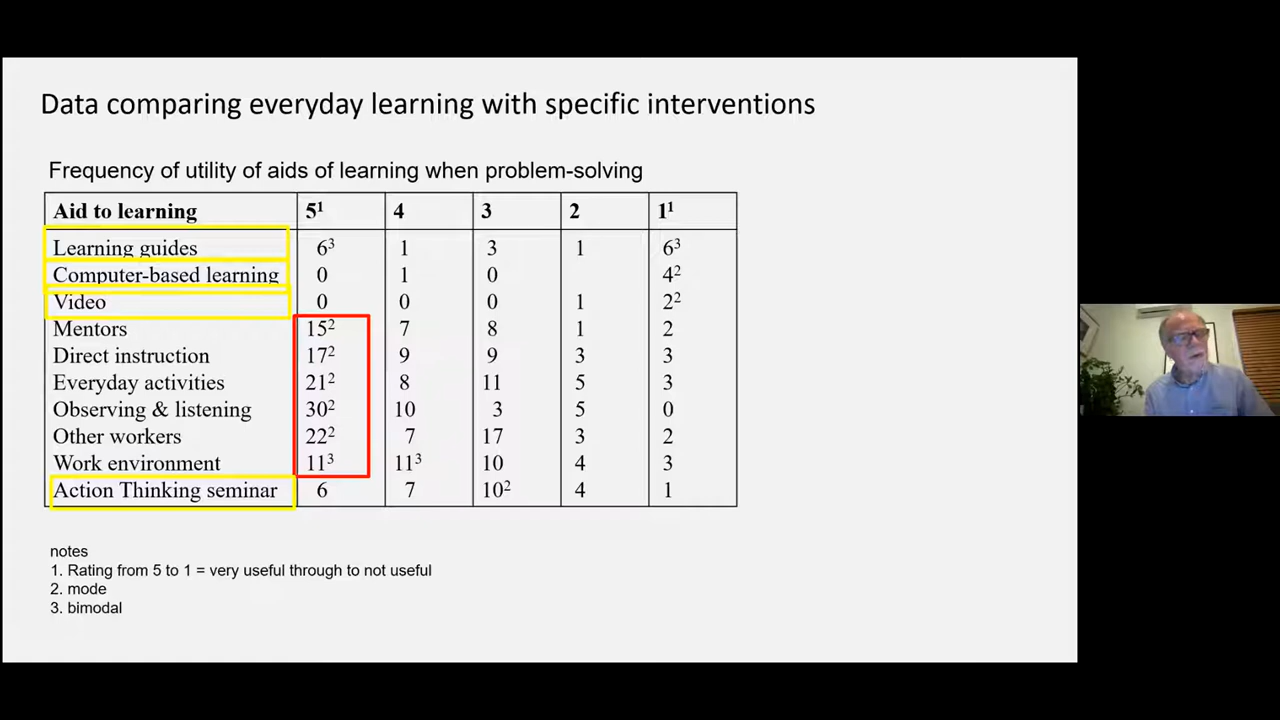 Data comparing everyday learning with specific interventions
Frequency of utility of aids of learning when problem-solving
Aid to learning 5¹ 4 3 2 1¹
Learning guides 6³ 1 3 1 6³
Computer-based learning 0 1 0 4²
Video 0 0 0 1 2²
Mentors 15² 7 8 1 2
Direct instruction 17² 9 9 3 3
Everyday activities 21² 8 11 5 3
Observing & listening 30² 10 3 5 0
Other workers 22² 7 17 3 2
Work environment 11³ 11³ 10 4 3
Action Thinking seminar 6 7 10² 4 1
notes
1. Rating from 5 to 1 = very useful through to not useful
2. mode
3. bimodal